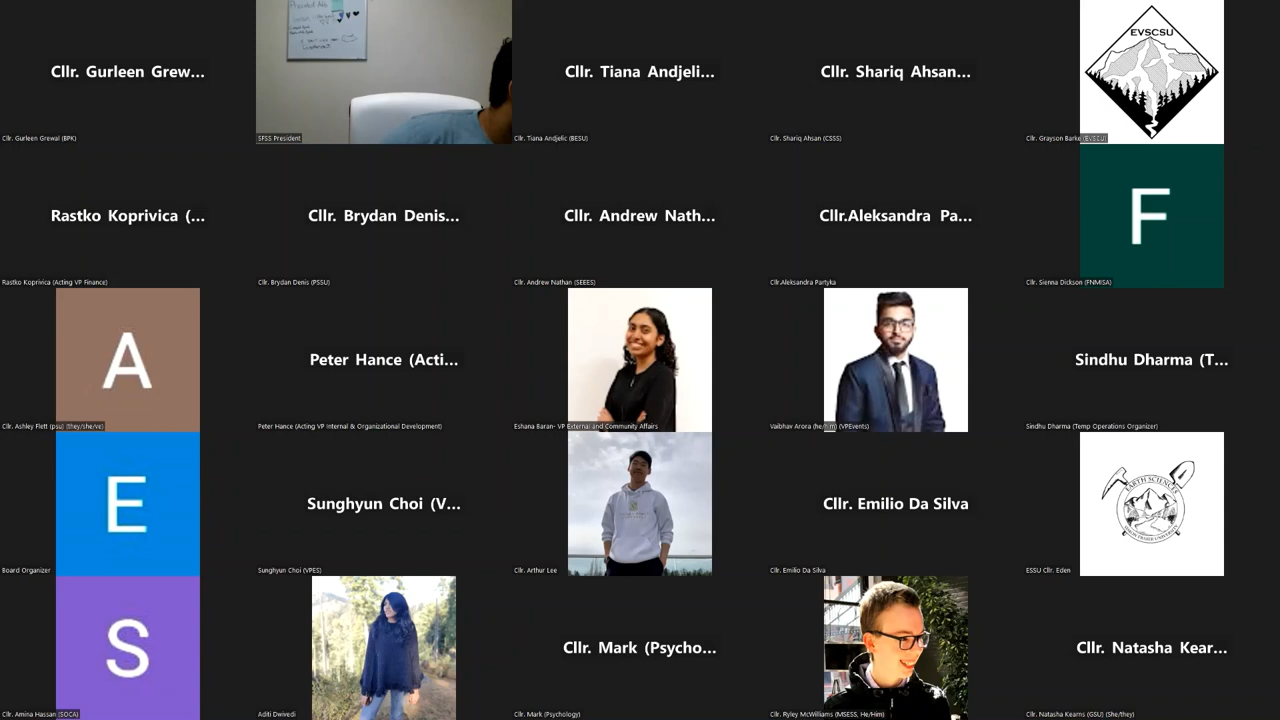 Cllr. Gurleen Grew...
Cllr. Gurleen Grewal (BPK)
SFSS President
Cllr. Tiana Andjeli...
Cllr. Tiana Andjelic (BESU)
Cllr. Shariq Ahsan...
Cllr. Shariq Ahsan (CSSS)
EVSCSU
Cllr. Grayson Barke (EVSCU)
Rastko Koprivica (...
Rastko Koprivica (Acting VP Finance)
Cllr. Brydan Denis...
Cllr. Brydan Denis (PSSU)
Cllr. Andrew Nath...
Cllr. Andrew Nathan (SEEES)
Cllr.Aleksandra Pa...
Cllr.Aleksandra Partyka
F
Cllr. Sienna Dickson (FNMISA)
A
Cllr. Ashley Flett (psu) (they/she/ve)
Peter Hance (Acti...
Peter Hance (Acting VP Internal & Organizational Development)
Eshana Baran- VP External and Community Affairs
Vaibhav Arora (he/him) (VPEvents)
Sindhu Dharma (T...
Sindhu Dharma (Temp Operations Organizer)
E
Board Organizer
Sunghyun Choi (V...
Sunghyun Choi (VPES)
Cllr. Arthur Lee
Cllr. Emilio Da Silva
Cllr. Emilio Da Silva
EARTH SCIENCES
SIMON FRASER UNIVERSITY
ESSU Cllr. Eden
S
Cllr. Amina Hassan (SOCA)
Aditi Dwivedi
Cllr. Mark (Psycho...
Cllr. Mark (Psychology)
Cllr. Ryley McWilliams (MSESS, He/Him)
Cllr. Natasha Kear...
Cllr. Natasha Kearns (GSU) (She/they)